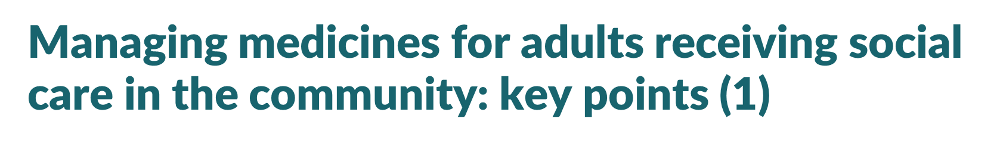 Managing medicines for adults receiving social
care in the community: key points (1)